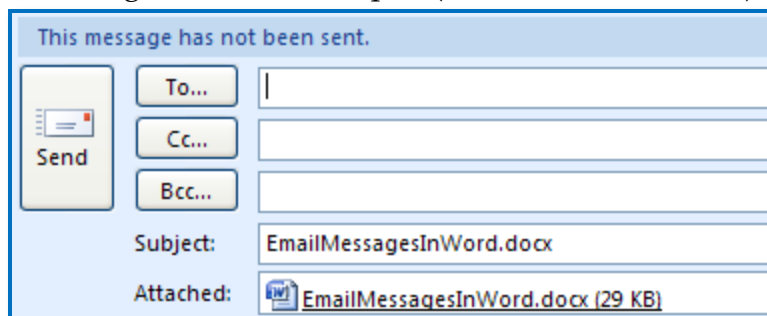 This message has not been sent.
To...
Cc...
Send
Bcc...
Subject: EmailMessagesInWord.docx
Attached: EmailMessagesInWord.docx (29 KB)